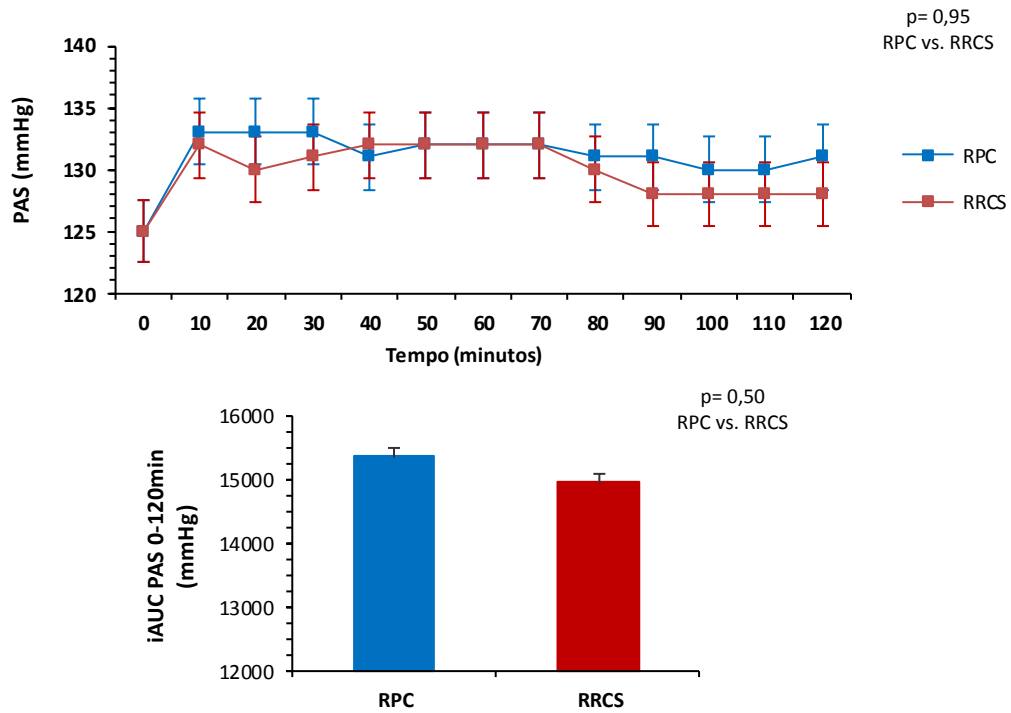 p= 0,95
RPC vs. RRCS
PAS (mmHg)
140
135
130
125
120
0 10 20 30 40 50 60 70 80 90 100 110 120
Tempo (minutos)
RPC
RRCS
p= 0,50
RPC vs. RRCS
iAUC PAS 0-120min
(mmHg)
16000
15000
14000
13000
12000
RPC RRCS